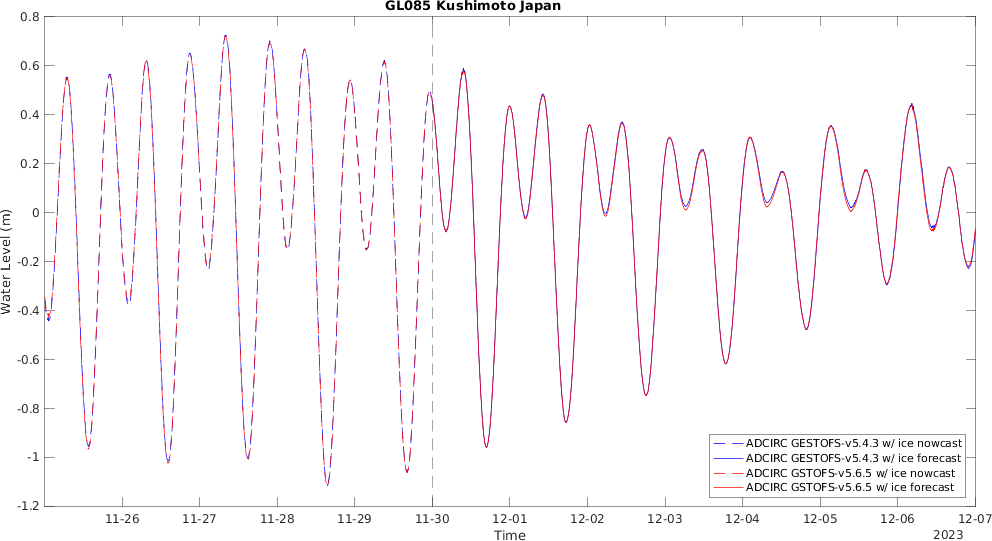 GL085 Kushimoto Japan
0.8
0.6
0.4
0.2
0
-0.2
-0.4
-0.6
-0.8
-1
-1.2
Water Level (m)
11-26 11-27 11-28 11-29 11-30 12-01 12-02 12-03 12-04 12-05 12-06 12-07
Time
2023
ADCIRC GESTOFS-v5.4.3 w/ ice nowcast
ADCIRC GESTOFS-v5.4.3 w/ ice forecast
ADCIRC GSTOFS-v5.6.5 w/ ice nowcast
ADCIRC GSTOFS-v5.6.5 w/ ice forecast